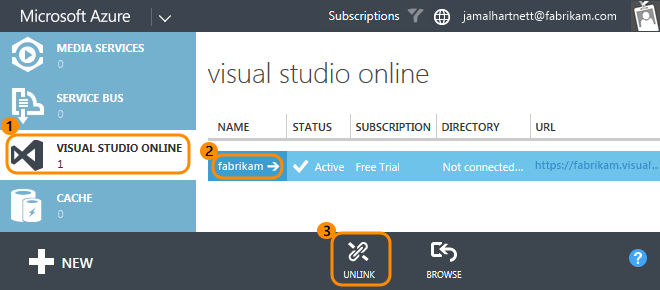 Microsoft Azure
Subscriptions
jamalhartnett@fabrikam.com
MEDIA SERVICES
0
SERVICE BUS
0
1
VISUAL STUDIO ONLINE
1
CACHE
0
visual studio online
NAME STATUS SUBSCRIPTION DIRECTORY URL
2
fabrikam Active Free Trial Not connected... https://fabrikam.visual...
3
NEW
UNLINK
BROWSE
?